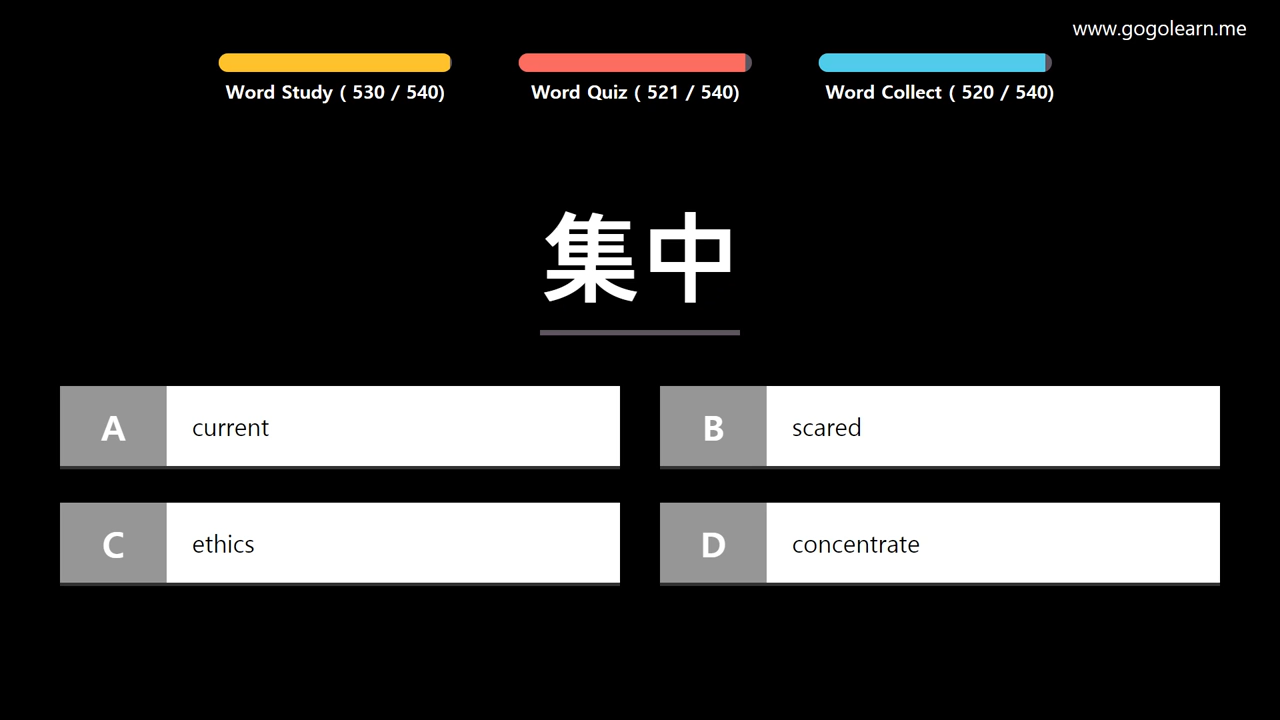 www.gogolearn.me
Word Study ( 530 / 540)
Word Quiz ( 521 / 540)
Word Collect ( 520 / 540)
集中
A
current
B
scared
C
ethics
D
concentrate